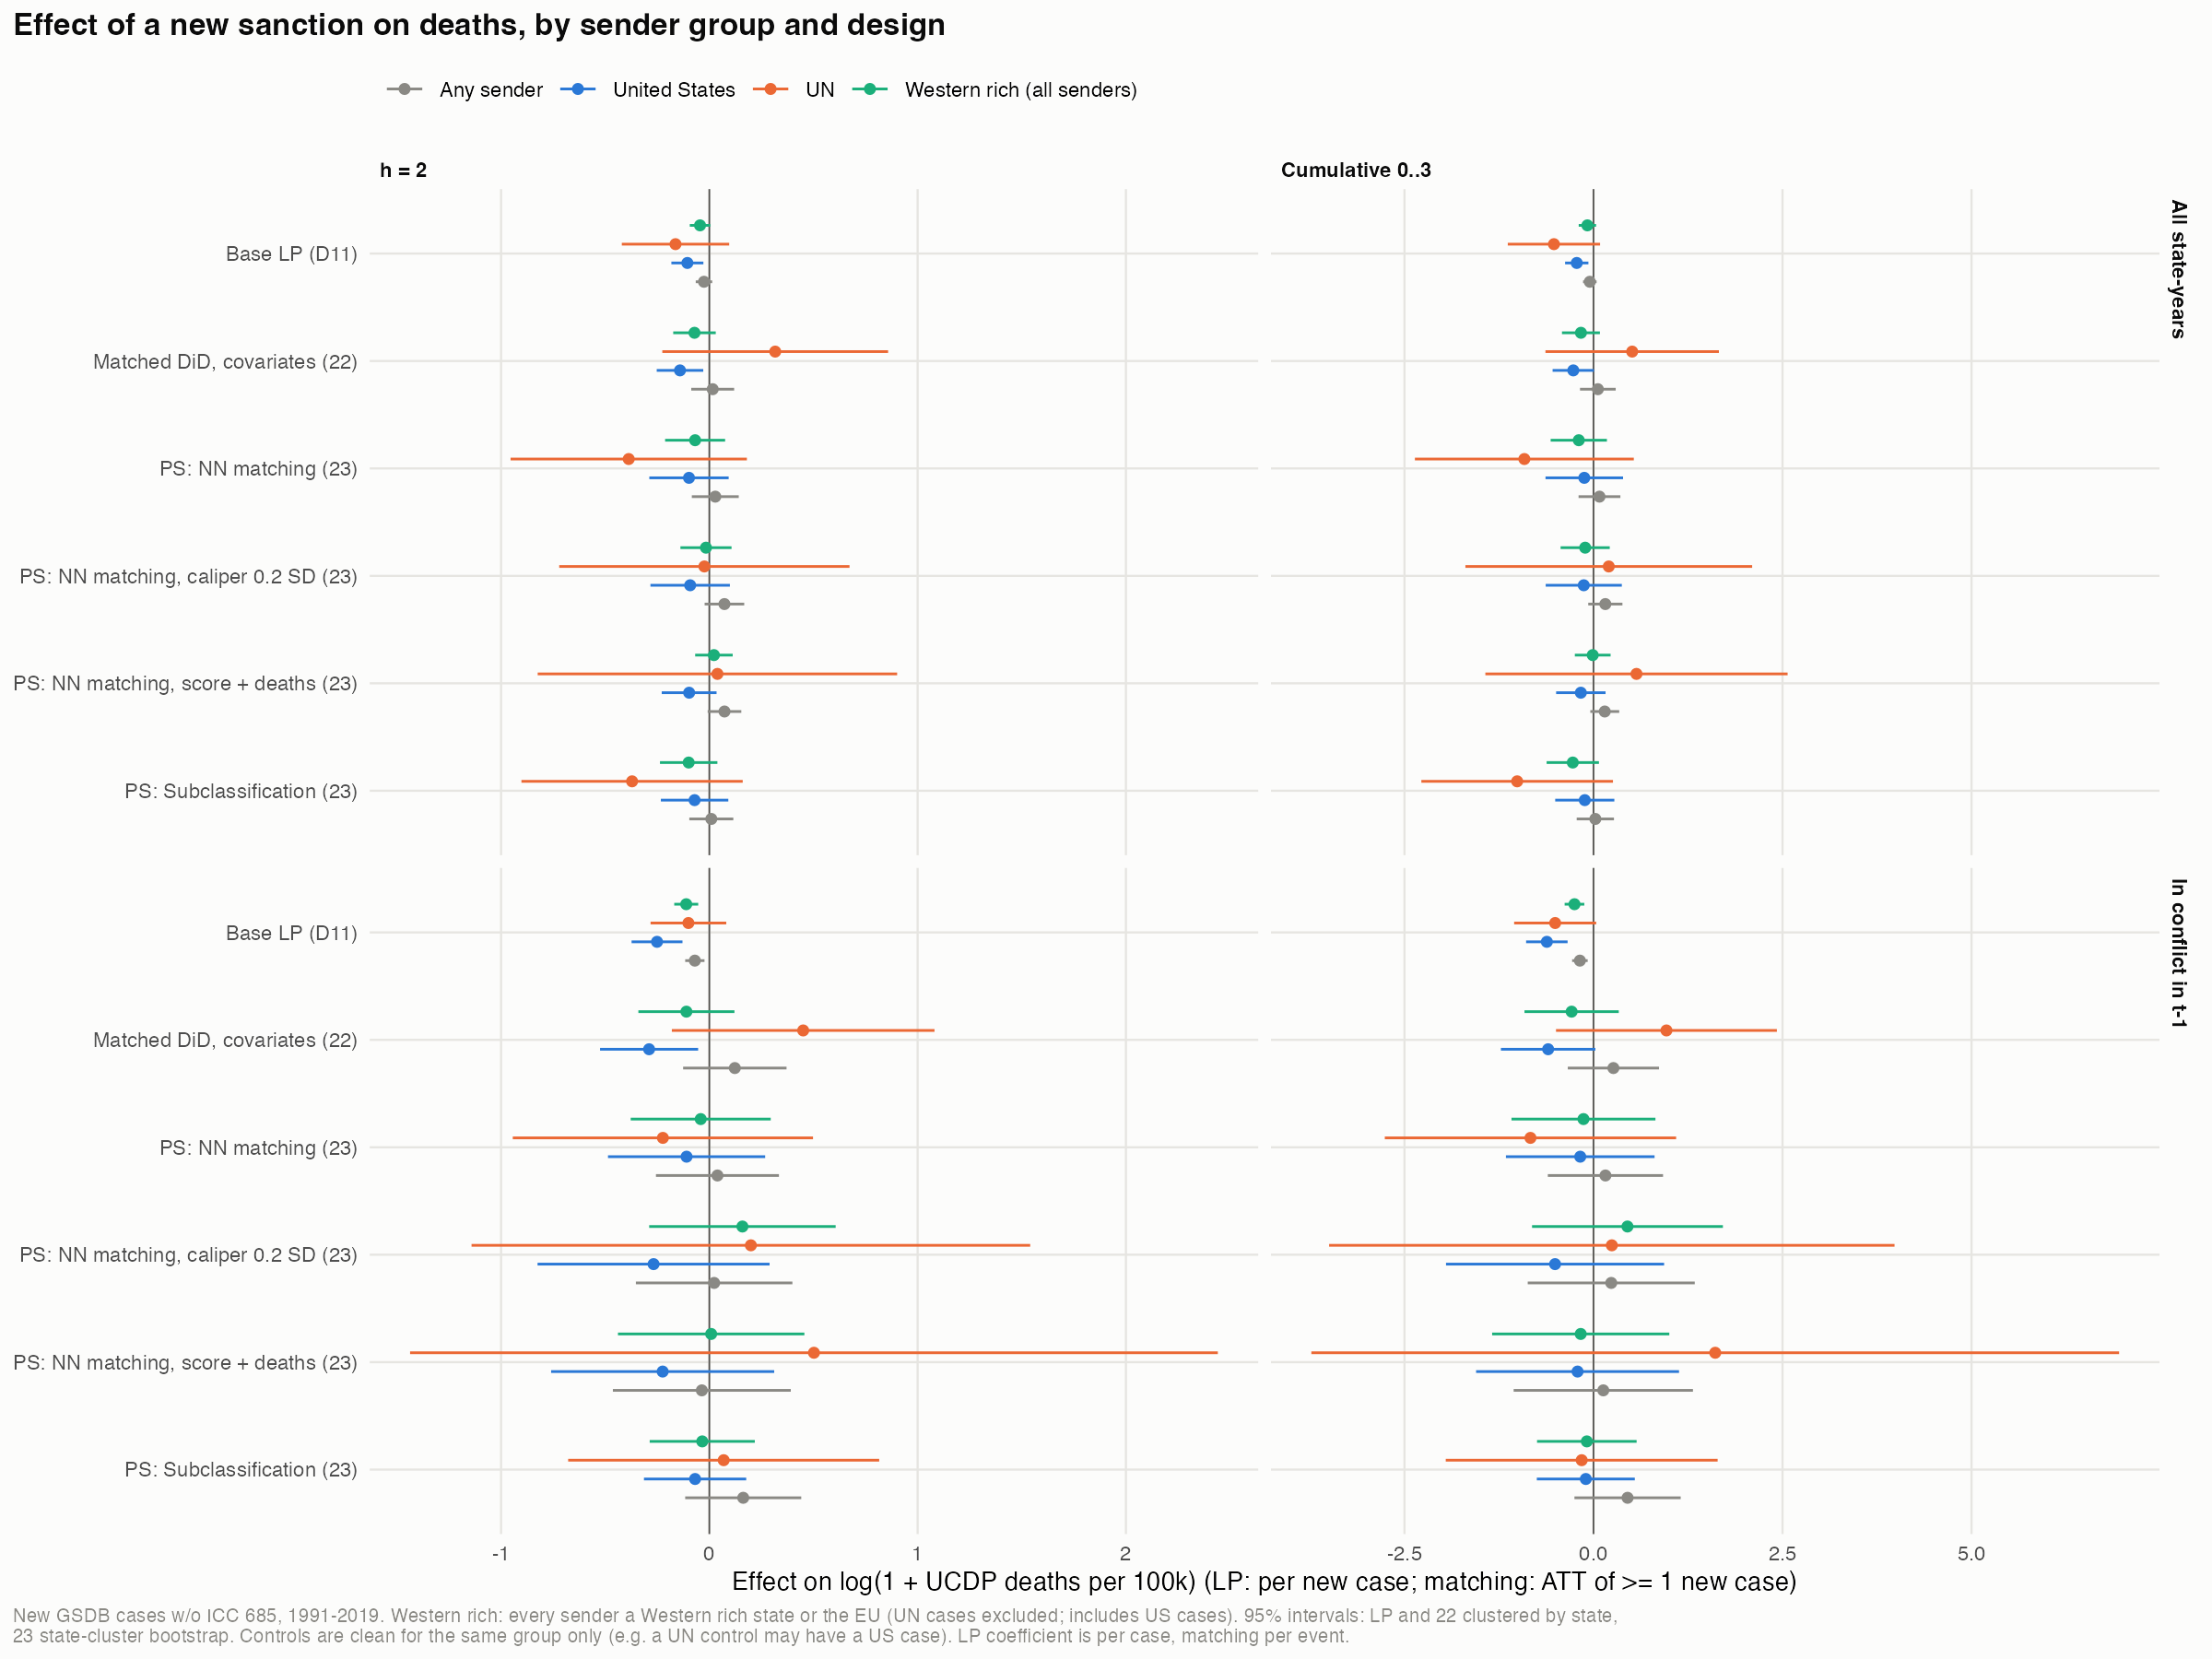 Effect of a new sanction on deaths, by sender group and design
Any sender
United States
UN
Western rich (all senders)
h = 2
Cumulative 0..3
All state-years
Base LP (D11)
Matched DiD, covariates (22)
PS: NN matching (23)
PS: NN matching, caliper 0.2 SD (23)
PS: NN matching, score + deaths (23)
PS: Subclassification (23)
In conflict in t-1
Base LP (D11)
Matched DiD, covariates (22)
PS: NN matching (23)
PS: NN matching, caliper 0.2 SD (23)
PS: NN matching, score + deaths (23)
PS: Subclassification (23)
-1 0 1 2
-2.5 0.0 2.5 5.0
Effect on log(1 + UCDP deaths per 100k) (LP: per new case; matching: ATT of >= 1 new case)
New GSDB cases w/o ICC 685, 1991-2019. Western rich: every sender a Western rich state or the EU (UN cases excluded; includes US cases). 95% intervals: LP and 22 clustered by state,
23 state-cluster bootstrap. Controls are clean for the same group only (e.g. a UN control may have a US case). LP coefficient is per case, matching per event.